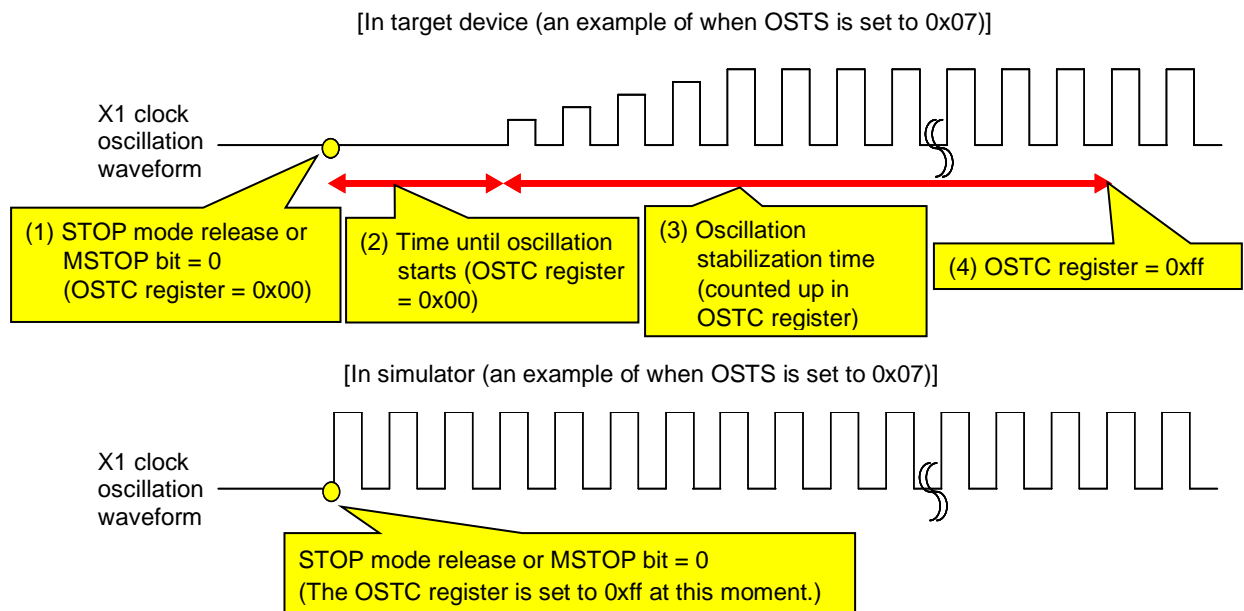 [In target device (an example of when OSTS is set to 0x07)]
X1 clock
oscillation
waveform
(1) STOP mode release or
MSTOP bit = 0
(OSTC register = 0x00)
(2) Time until oscillation
starts (OSTC register
= 0x00)
(3) Oscillation
stabilization time
(counted up in
OSTC register)
(4) OSTC register = 0xff
[In simulator (an example of when OSTS is set to 0x07)]
X1 clock
oscillation
waveform
STOP mode release or MSTOP bit = 0
(The OSTC register is set to 0xff at this moment.)